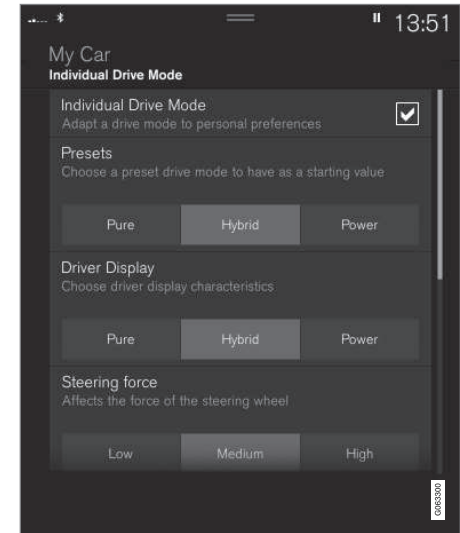 13:51
My Car
Individual Drive Mode
Individual Drive Mode
Adapt a drive mode to personal preferences
Presets
Choose a preset drive mode to have as a starting value
Pure Hybrid Power
Driver Display
Choose driver display characteristics
Pure Hybrid Power
Steering force
Affects the force of the steering wheel
Low Medium High
G063300